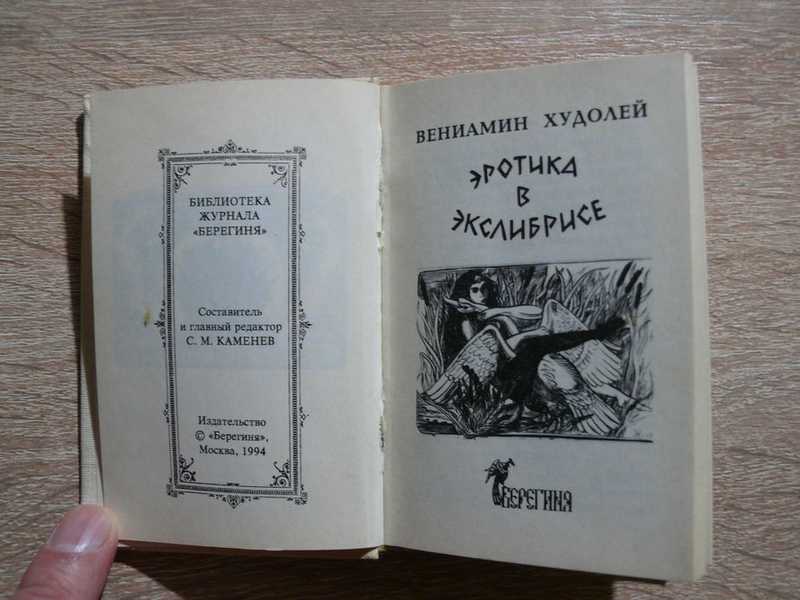 БИБЛИОТЕКА
ЖУРНАЛА
«БЕРЕГИНЯ»
Составитель
и главный редактор
С. М. КАМЕНЕВ
Издательство
© «Берегиня»,
Москва, 1994
ВЕНИАМИН ХУДОЛЕЙ
ЭРОТИКА
В
ЭКСЛИБРИСЕ
БЕРЕГИНЯ